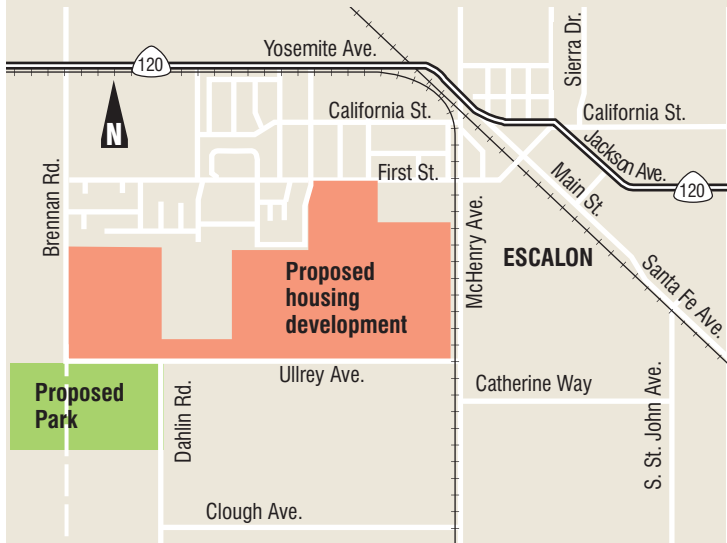 Yosemite Ave.
Sierra Dr.
120
California St.
California St.
N
Jackson Ave.
First St.
Main St.
120
Brennan Rd.
McHenry Ave.
ESCALON
Santa Fe Ave.
Proposed
housing
development
Ullrey Ave.
Catherine Way
Proposed
Park
Dahlin Rd.
S. St. John Ave.
Clough Ave.